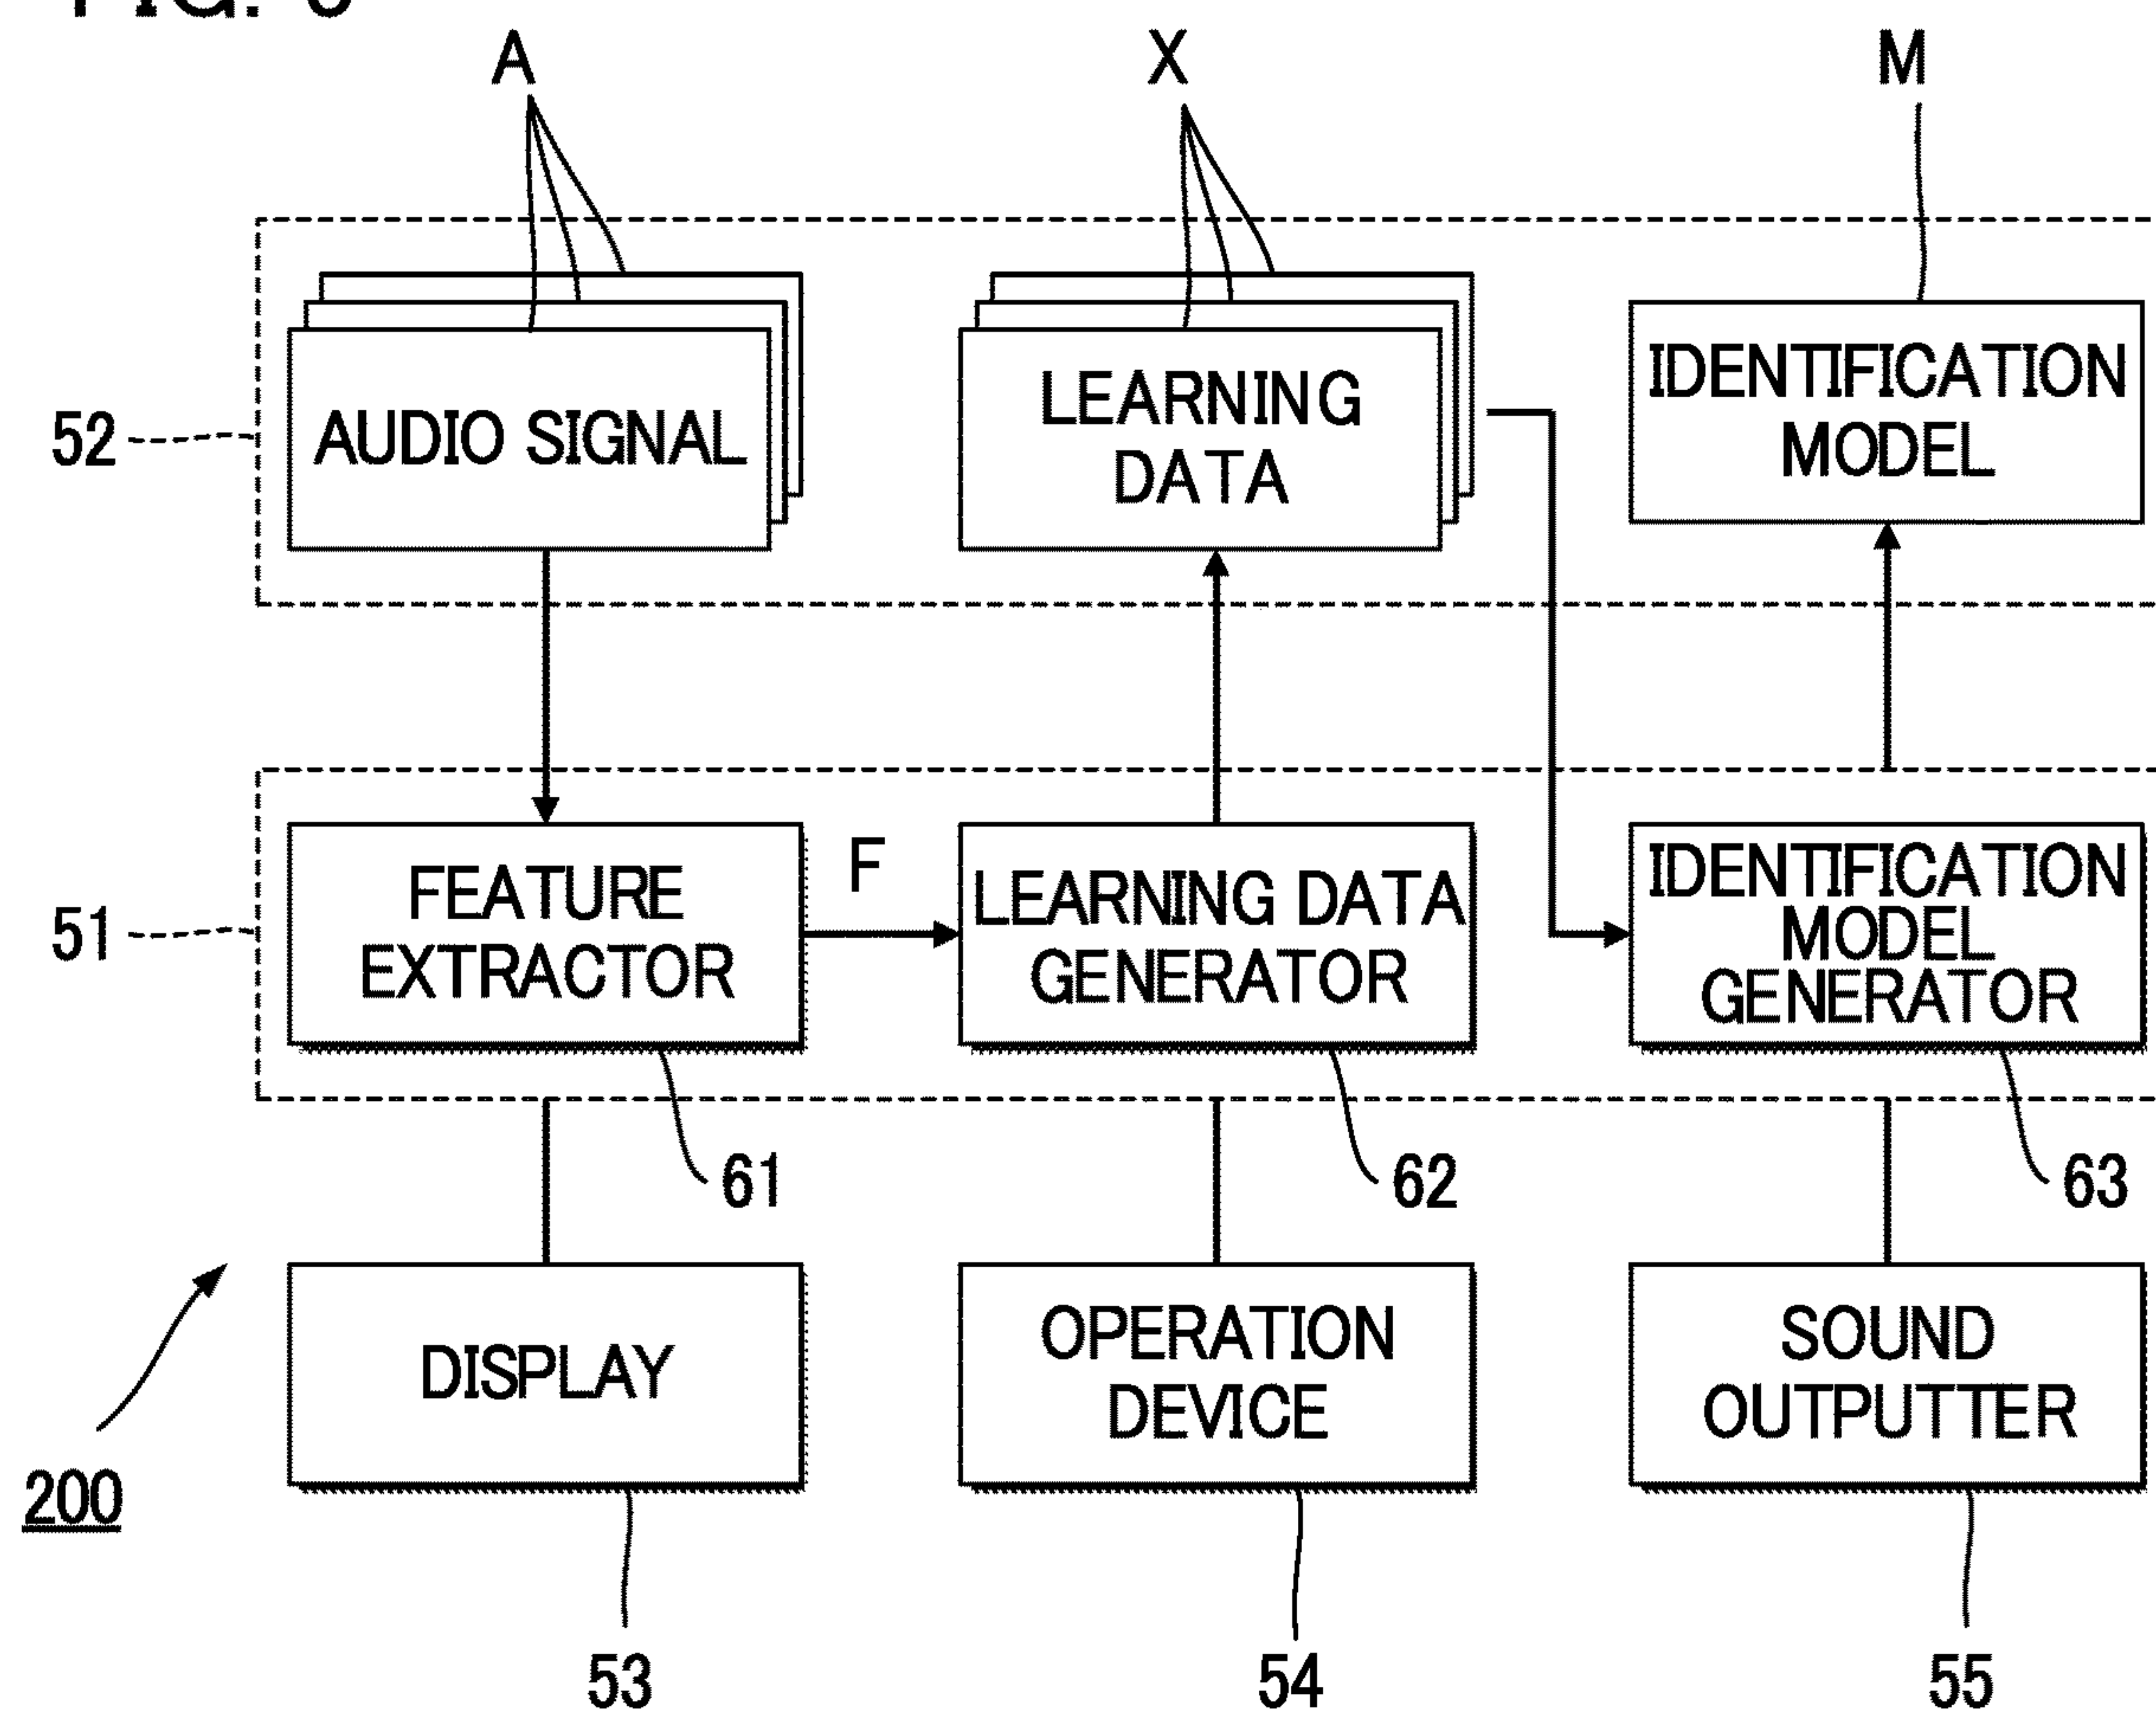 FIG.
A X M
52
AUDIO SIGNAL
LEARNING
DATA
IDENTIFICATION
MODEL
51
FEATURE
EXTRACTOR
F
LEARNING DATA
GENERATOR
IDENTIFICATION
MODEL
GENERATOR
61 62 63
200
DISPLAY
OPERATION
DEVICE
SOUND
OUTPUTTER
53 54 55